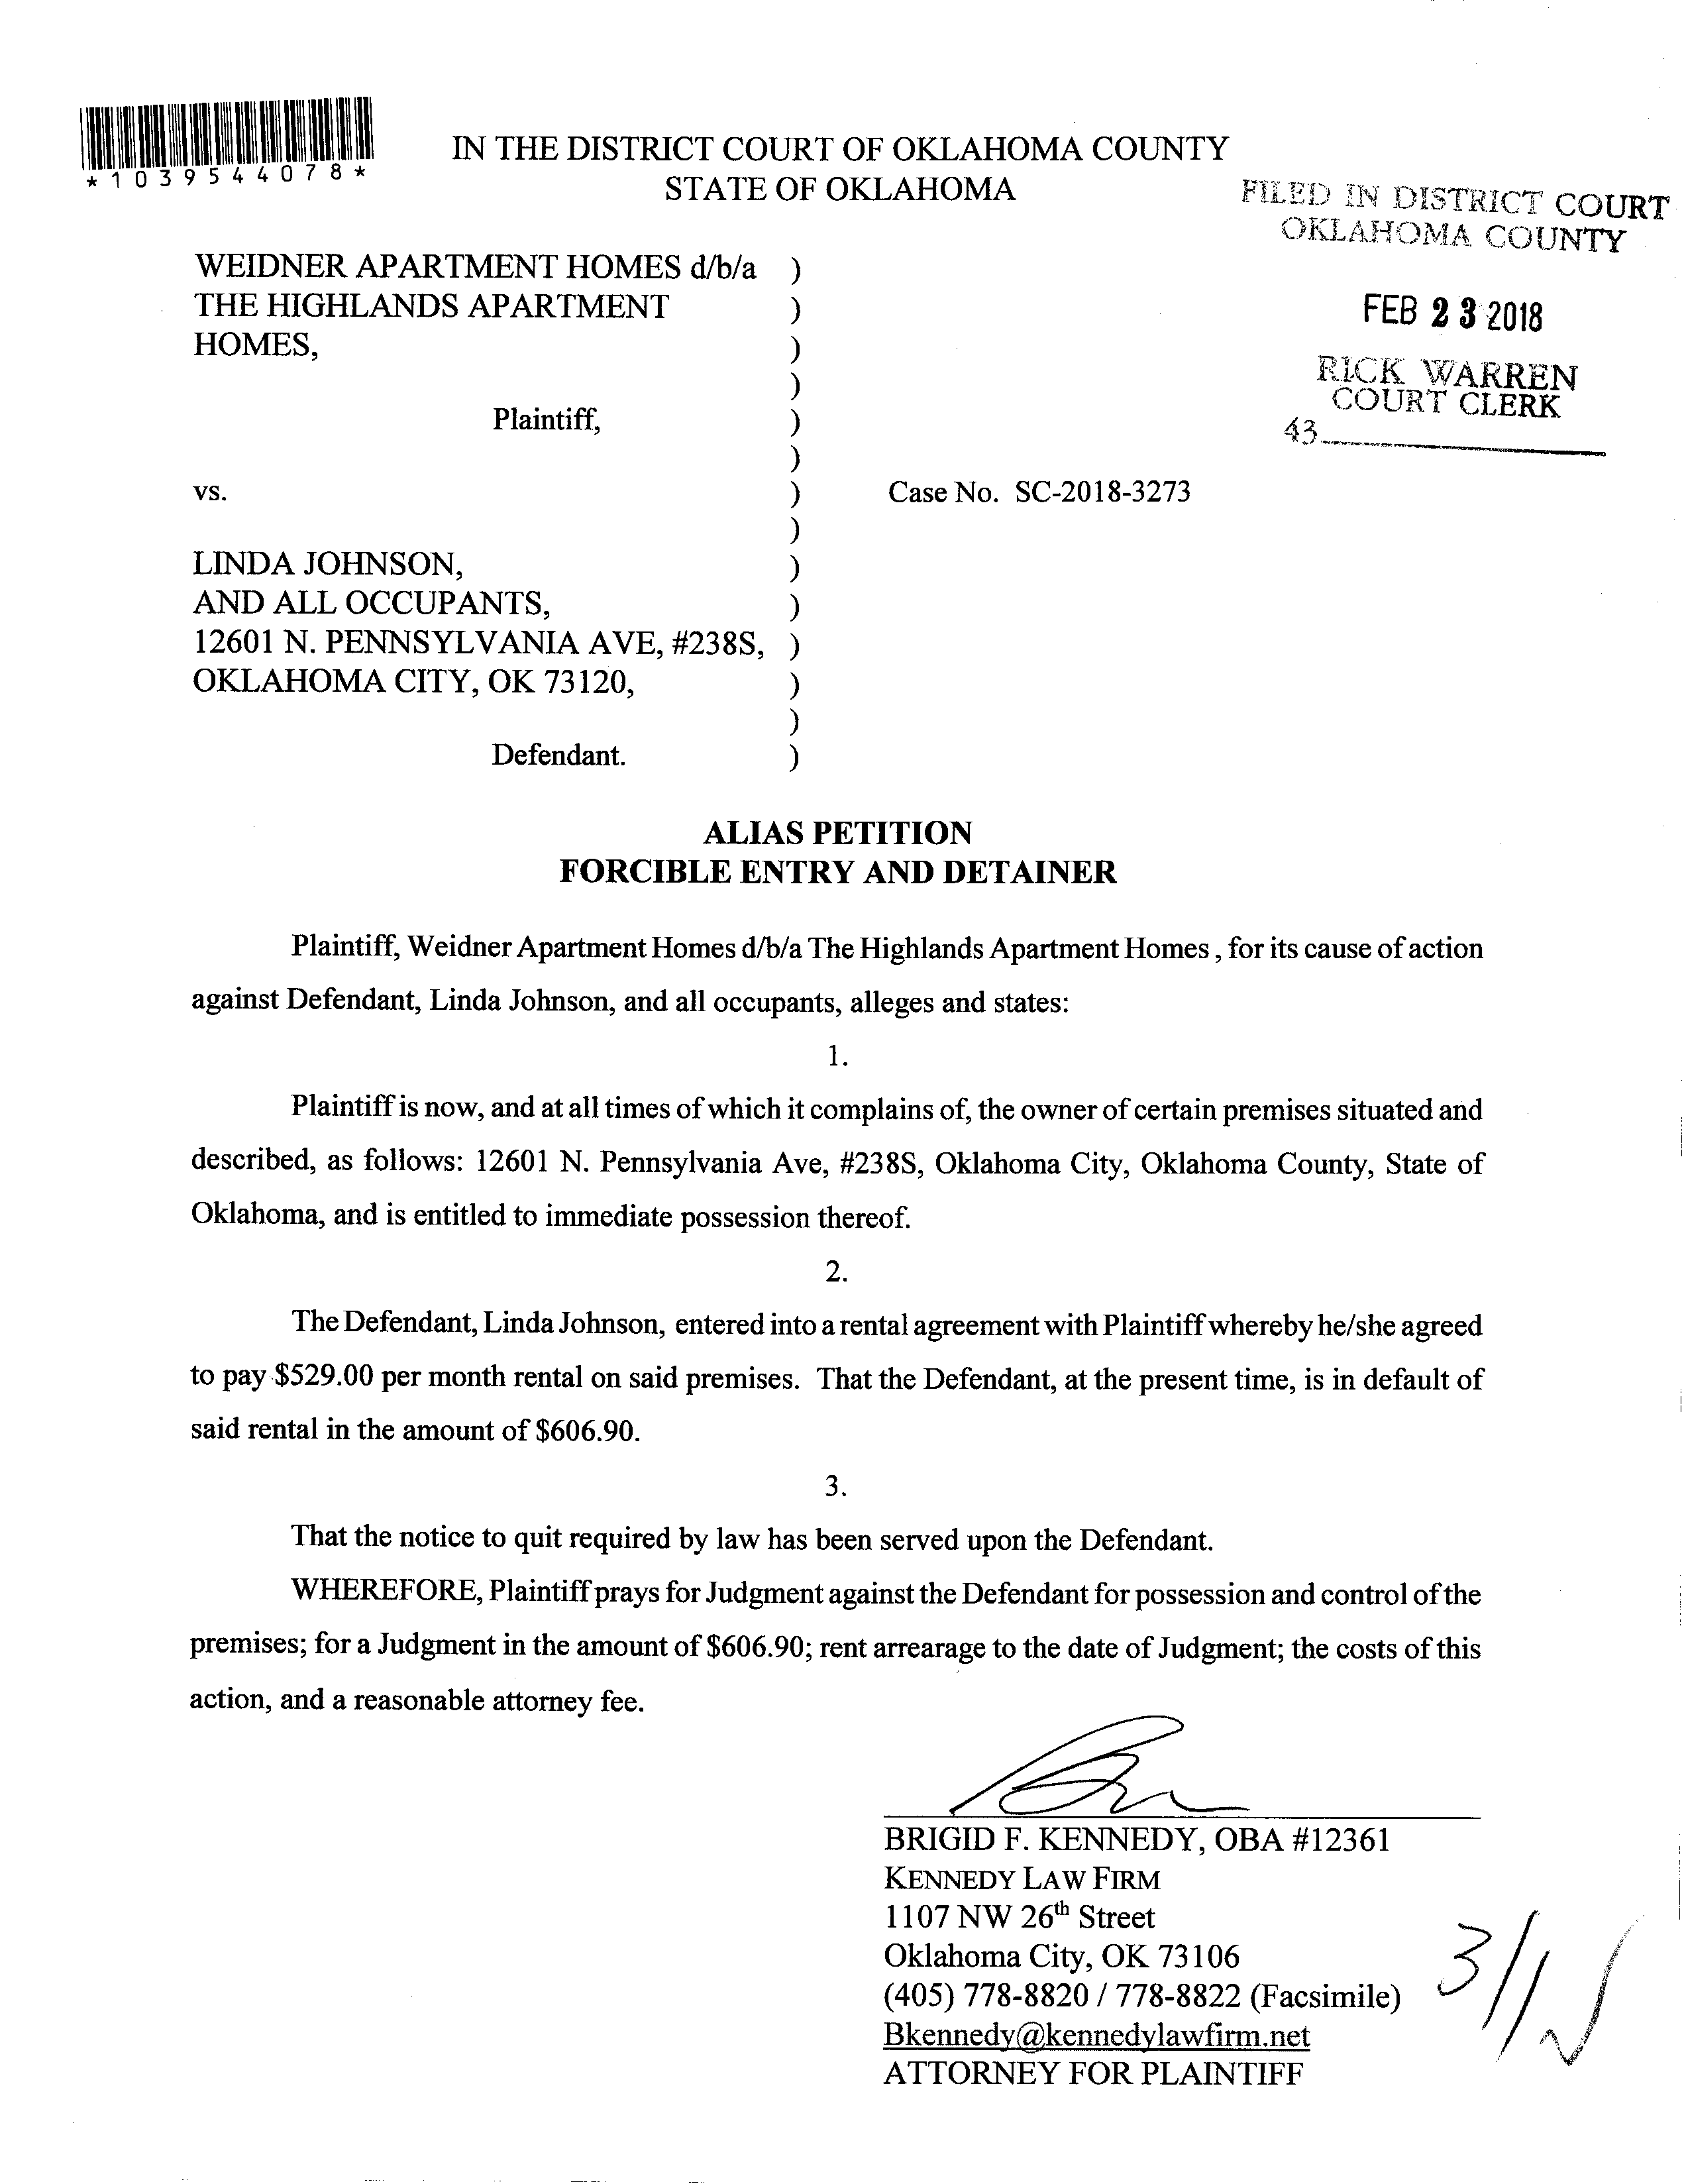 *1039544078*
IN THE DISTRICT COURT OF OKLAHOMA COUNTY
STATE OF OKLAHOMA
FILED IN DISTRICT COURT
OKLAHOMA COUNTY
FEB 23 2018
RICK WARREN
COURT CLERK
43
WEIDNER APARTMENT HOMES d/b/a )
THE HIGHLANDS APARTMENT )
HOMES, )
)
Plaintiff, )
)
vs. ) Case No. SC-2018-3273
)
LINDA JOHNSON, )
AND ALL OCCUPANTS, )
12601 N. PENNSYLVANIA AVE, #238S, )
OKLAHOMA CITY, OK 73120, )
)
Defendant. )
ALIAS PETITION
FORCIBLE ENTRY AND DETAINER
Plaintiff, Weidner Apartment Homes d/b/a The Highlands Apartment Homes , for its cause of action
against Defendant, Linda Johnson, and all occupants, alleges and states:
1.
Plaintiff is now, and at all times of which it complains of, the owner of certain premises situated and
described, as follows: 12601 N. Pennsylvania Ave, #238S, Oklahoma City, Oklahoma County, State of
Oklahoma, and is entitled to immediate possession thereof.
2.
The Defendant, Linda Johnson, entered into a rental agreement with Plaintiff whereby he/she agreed
to pay $529.00 per month rental on said premises. That the Defendant, at the present time, is in default of
said rental in the amount of $606.90.
3.
That the notice to quit required by law has been served upon the Defendant.
WHEREFORE, Plaintiff prays for Judgment against the Defendant for possession and control of the
premises; for a Judgment in the amount of $606.90; rent arrearage to the date of Judgment; the costs of this
action, and a reasonable attorney fee.
BRIGID F. KENNEDY, OBA #12361
KENNEDY LAW FIRM
1107 NW 26th Street
Oklahoma City, OK 73106
(405) 778-8820 / 778-8822 (Facsimile)
Bkennedy@kennedylawfirm.net
ATTORNEY FOR PLAINTIFF